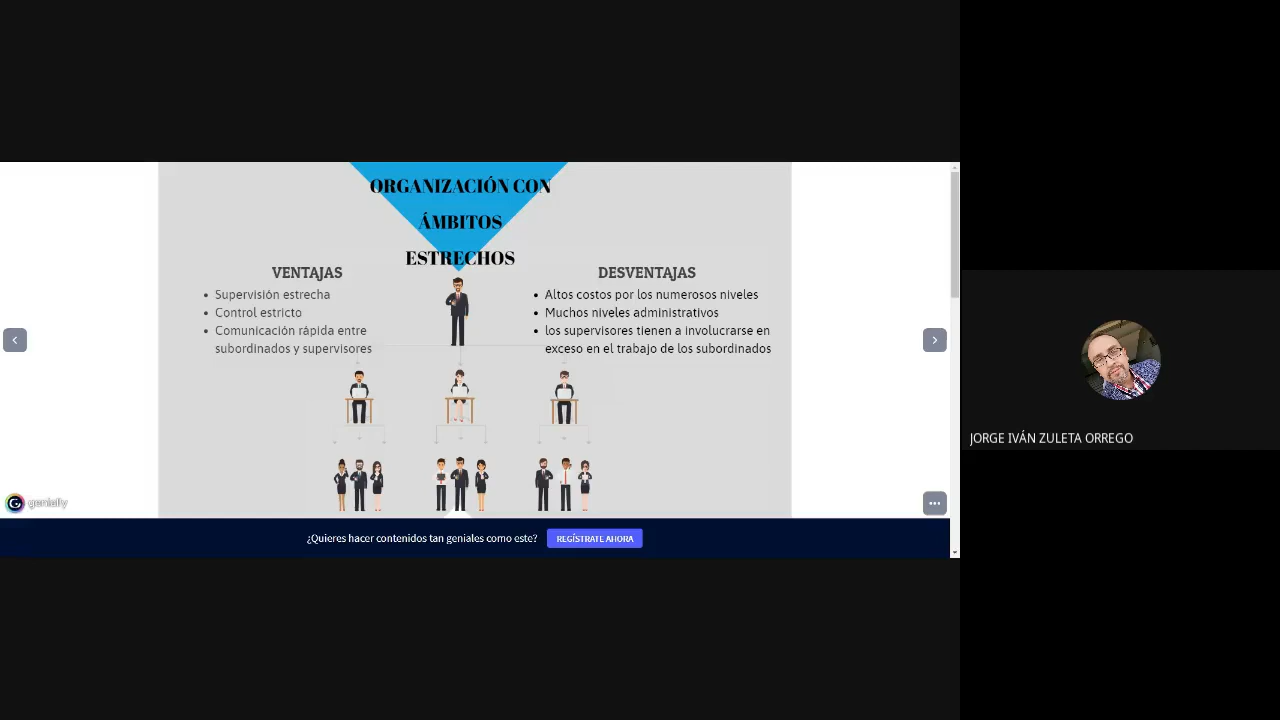 ORGANIZACIÓN CON
ÁMBITOS
ESTRECHOS
VENTAJAS
Supervisión estrecha
Control estricto
Comunicación rápida entre
subordinados y supervisores
DESVENTAJAS
Altos costos por los numerosos niveles
Muchos niveles administrativos
los supervisores tienen a involucrarse en
exceso en el trabajo de los subordinados
genially
¿Quieres hacer contenidos tan geniales como este?
REGÍSTRATE AHORA
JORGE IVÁN ZULETA ORREGO